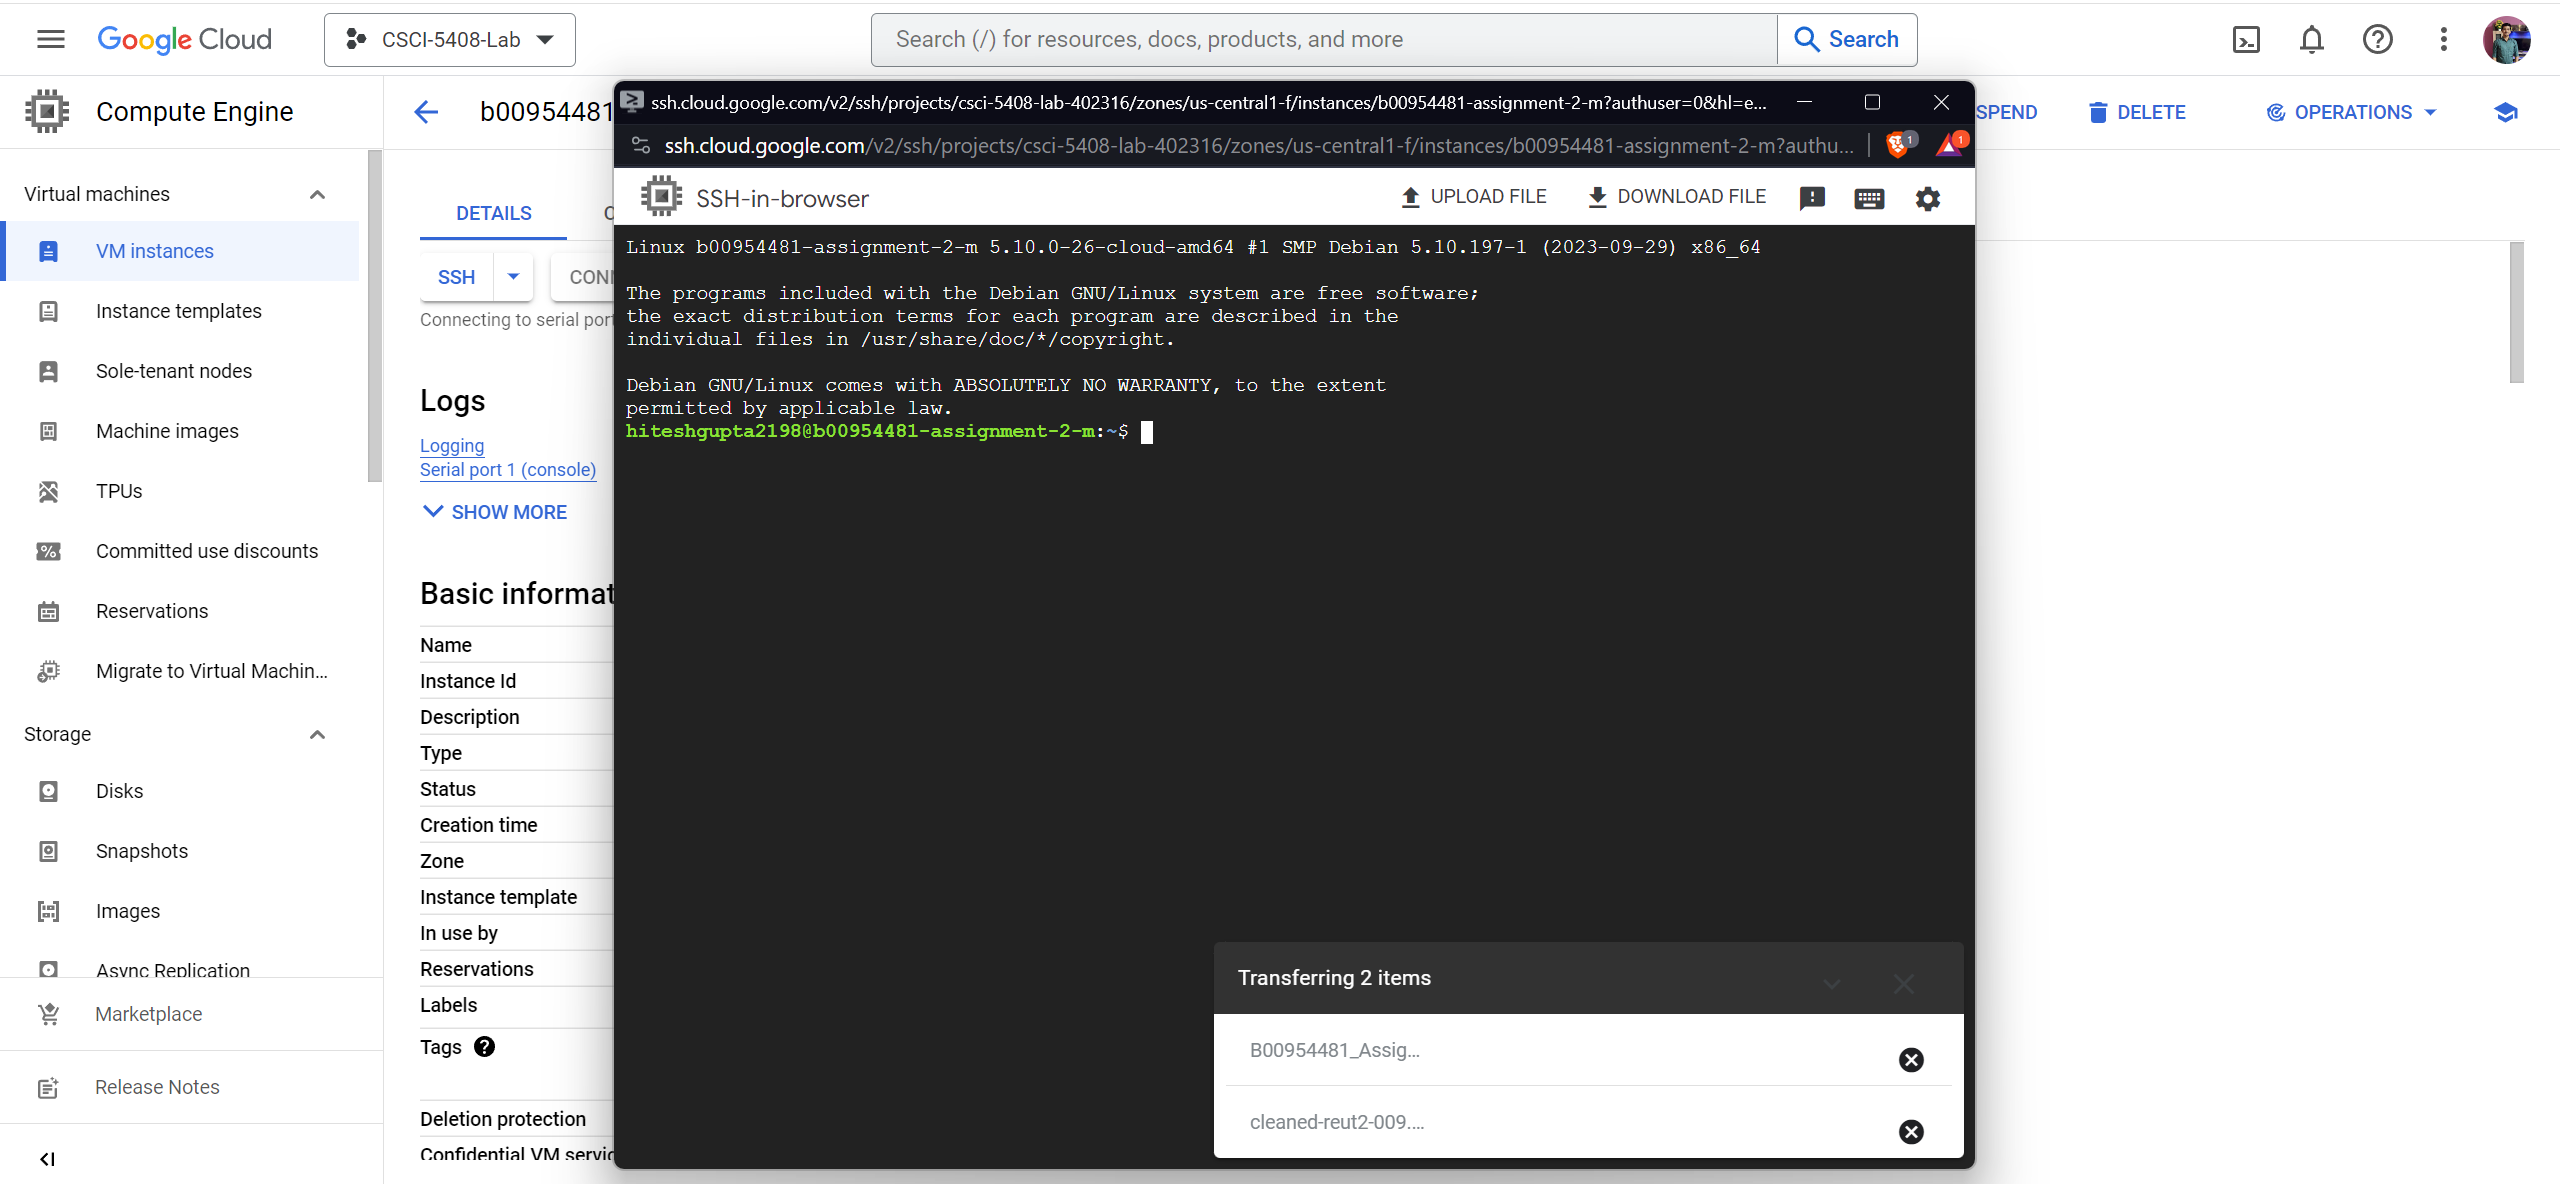 Google Cloud
CSCI-5408-Lab
Search (/) for resources, docs, products, and more
Search
Compute Engine
b00954481
SPEND
DELETE
OPERATIONS
Virtual machines
VM instances
Instance templates
Sole-tenant nodes
Machine images
TPUs
Committed use discounts
Reservations
Migrate to Virtual Machin...
Storage
Disks
Snapshots
Images
Async Replication
Marketplace
Release Notes
DETAILS
SSH
CONN
Connecting to serial port
Logs
Logging
Serial port 1 (console)
SHOW MORE
Basic informat
Name
Instance Id
Description
Type
Status
Creation time
Zone
Instance template
In use by
Reservations
Labels
Tags
Deletion protection
Confidential VM servic
ssh.cloud.google.com/v2/ssh/projects/csci-5408-lab-402316/zones/us-central1-f/instances/b00954481-assignment-2-m?authuser=0&hl=e...
ssh.cloud.google.com/v2/ssh/projects/csci-5408-lab-402316/zones/us-central1-f/instances/b00954481-assignment-2-m?authu...
1
1
SSH-in-browser
UPLOAD FILE
DOWNLOAD FILE
Linux b00954481-assignment-2-m 5.10.0-26-cloud-amd64 #1 SMP Debian 5.10.197-1 (2023-09-29) x86_64
The programs included with the Debian GNU/Linux system are free software;
the exact distribution terms for each program are described in the
individual files in /usr/share/doc/*/copyright.
Debian GNU/Linux comes with ABSOLUTELY NO WARRANTY, to the extent
permitted by applicable law.
hiteshgupta2198@b00954481-assignment-2-m:~$
Transferring 2 items
B00954481_Assig...
cleaned-reut2-009....